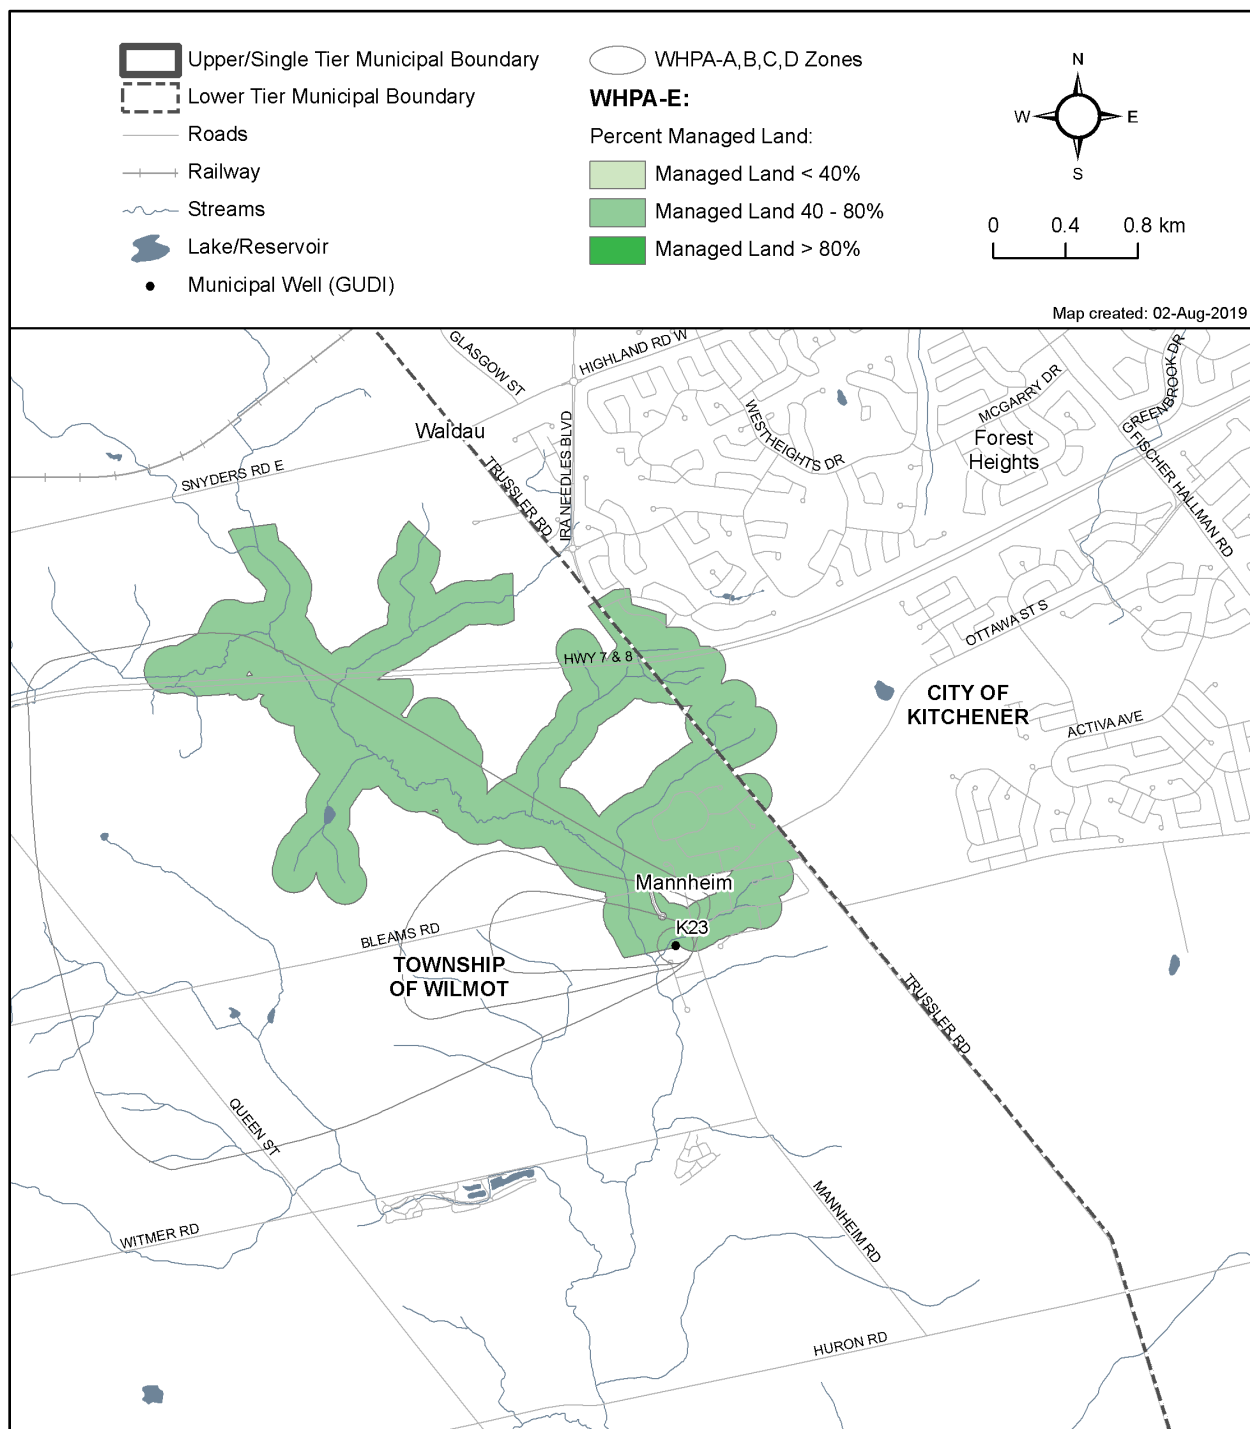 Upper/Single Tier Municipal Boundary
Lower Tier Municipal Boundary
Roads
Railway
Streams
Lake/Reservoir
Municipal Well (GUDI)
WHPA-A,B,C,D Zones
WHPA-E:
Percent Managed Land:
Managed Land < 40%
Managed Land 40 - 80%
Managed Land > 80%
N
W E
S
0 0.4 0.8 km
Map created: 02-Aug-2019
GLASGOW ST
HIGHLAND RD W
GREENBROOK DR
MCGARRY DR
WESTHEIGHTS DR
IRA NEEDLES BLVD
Waldau
Forest
Heights
FISCHER HALLMAN RD
SNYDERS RD E
TRUSSLER RD
OTTAWA ST S
HWY 7 & 8
CITY OF
KITCHENER
ACTIVA AVE
Mannheim
K23
BLEAMS RD
TOWNSHIP
OF WILMOT
TRUSSLER RD
QUEEN ST
WITMER RD
MANNHEIM RD
HURON RD